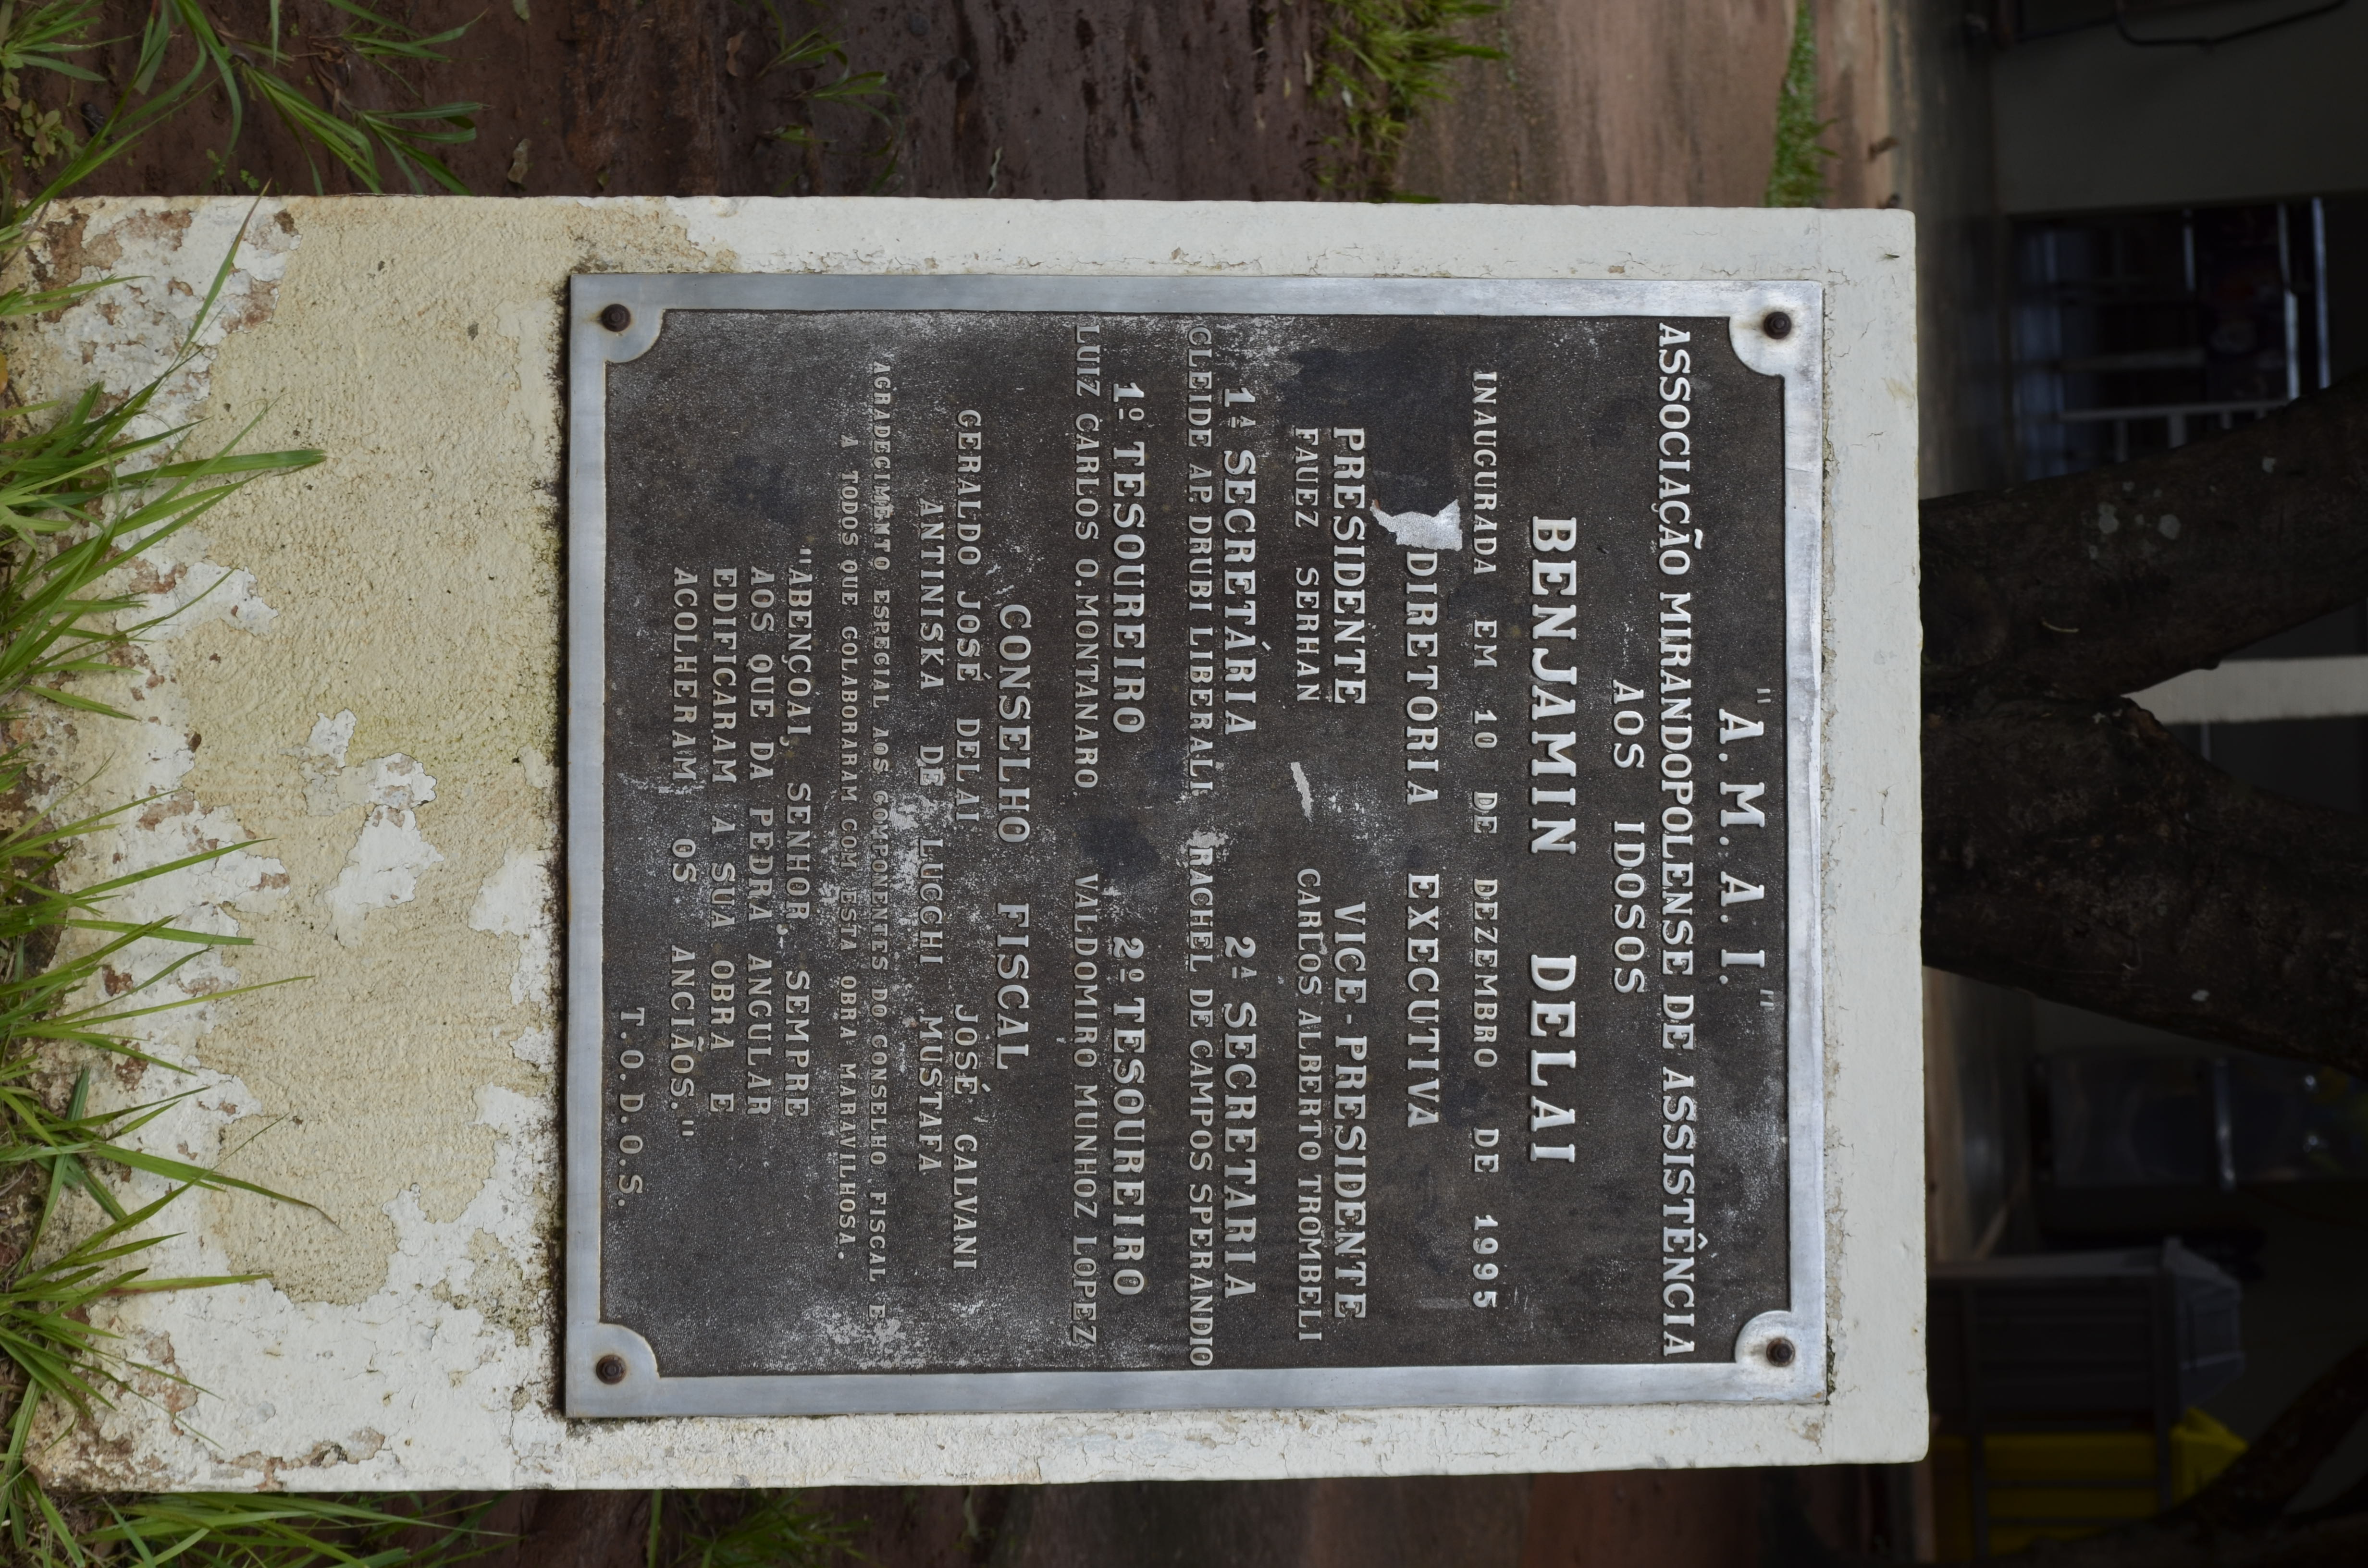 "A.M.A.I."
ASSOCIAÇÃO MIRANDOPOLENSE DE ASSISTÊNCIA
AOS IDOSOS
BENJAMIN DELAI
INAUGURADA EM 10 DE DEZEMBRO DE 1995
DIRETORIA EXECUTIVA
PRESIDENTE VICE-PRESIDENTE
FAUEZ SERHAN CARLOS ALBERTO TROMBELI
1ª SECRETÁRIA 2ª SECRETARIA
CLEIDE AP. DRUBI LIBERALI RACHEL DE CAMPOS SPERANDIO
1º TESOUREIRO 2º TESOUREIRO
LUIZ CARLOS O. MONTANARO VALDOMIRO MUNHOZ LOPEZ
CONSELHO FISCAL
GERALDO JOSÉ DELAI JOSÉ GALVANI
ANTINISKA DE LUCCHI MUSTAFA
AGRADECIMENTO ESPECIAL AOS COMPONENTES DO CONSELHO FISCAL E
A TODOS QUE COLABORARAM COM ESTA OBRA MARAVILHOSA.
"ABENÇOAI, SENHOR, SEMPRE
AOS QUE DA PEDRA ANGULAR
EDIFICARAM A SUA OBRA E
ACOLHERAM OS ANCIÃOS."
T.O.D.O.S.